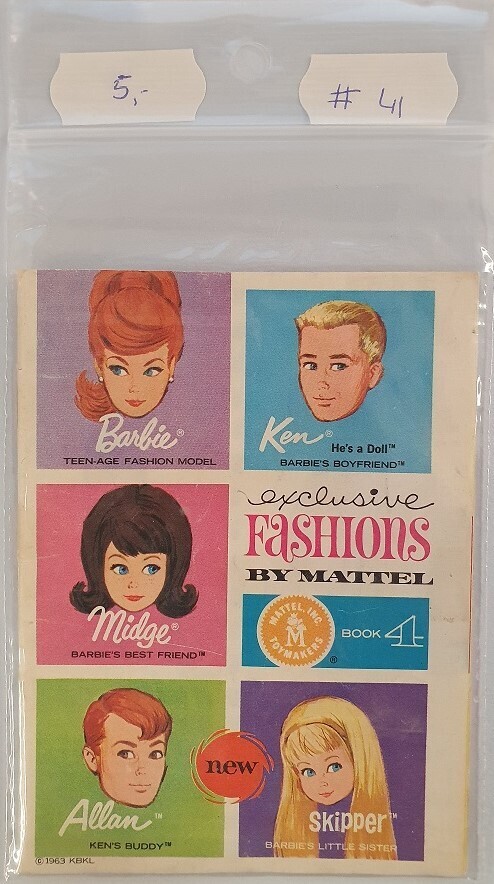 5,-
# 41
Barbie®
TEEN-AGE FASHION MODEL
Ken® He's a Doll™
BARBIE'S BOYFRIEND™
exclusive
FASHIONS
BY MATTEL
Midge®
BARBIE'S BEST FRIEND™
MATTEL, INC.
M
TOYMAKERS
®
BOOK 4
Allan™
KEN'S BUDDY™
new
Skipper™
BARBIE'S LITTLE SISTER
© 1963 KBKL